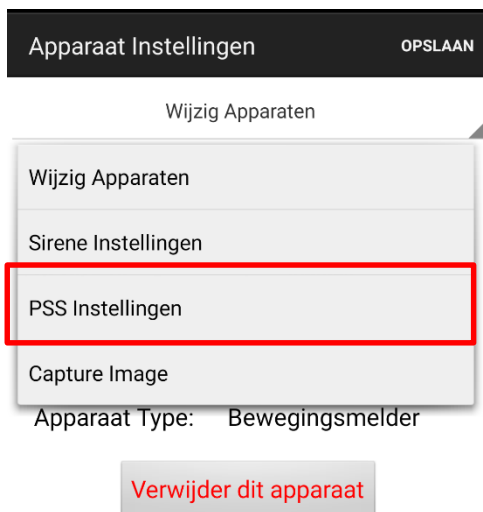 Apparaat Instellingen OPSLAAN
Wijzig Apparaten
Wijzig Apparaten
Sirene Instellingen
PSS Instellingen
Capture Image
Apparaat Type: Bewegingsmelder
Verwijder dit apparaat